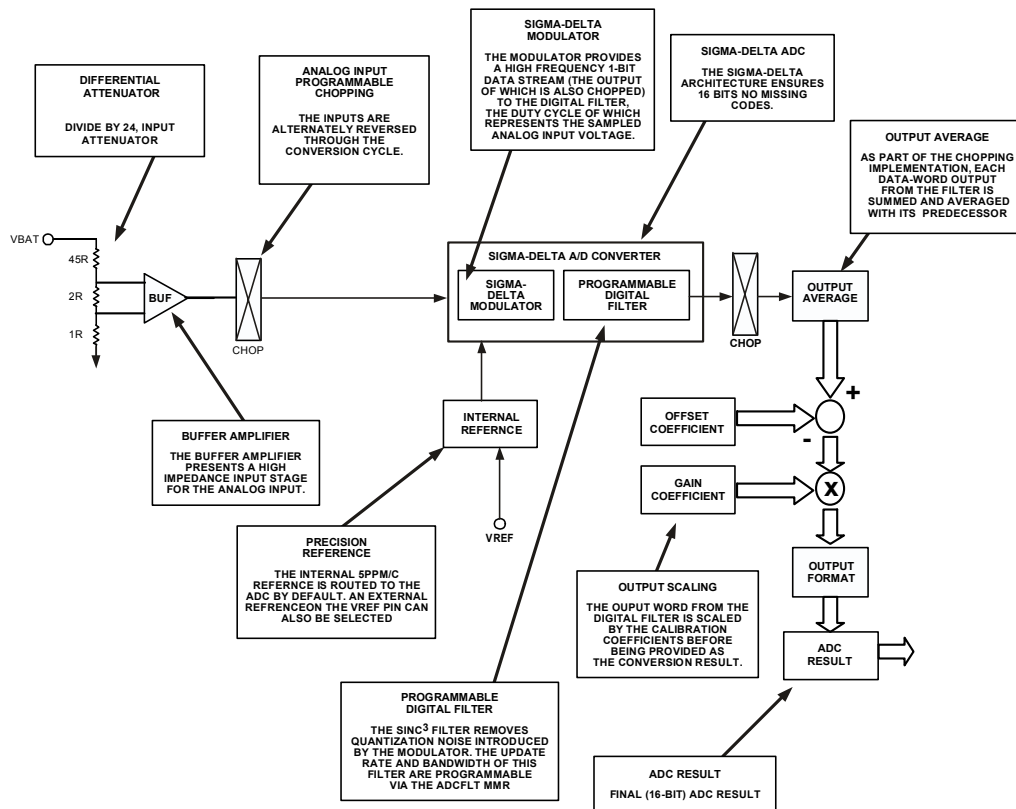 DIFFERENTIAL
ATTENUATOR
DIVIDE BY 24, INPUT
ATTENUATOR
ANALOG INPUT
PROGRAMMABLE
CHOPPING
THE INPUTS ARE
ALTERNATELY REVERSED
THROUGH THE
CONVERSION CYCLE.
SIGMA-DELTA
MODULATOR
THE MODULATOR PROVIDES
A HIGH FREQUENCY 1-BIT
DATA STREAM (THE OUTPUT
OF WHICH IS ALSO CHOPPED)
TO THE DIGITAL FILTER,
THE DUTY CYCLE OF WHICH
REPRESENTS THE SAMPLED
ANALOG INPUT VOLTAGE.
SIGMA-DELTA ADC
THE SIGMA-DELTA
ARCHITECTURE ENSURES
16 BITS NO MISSING
CODES.
OUTPUT AVERAGE
AS PART OF THE CHOPPING
IMPLEMENTATION, EACH
DATA-WORD OUTPUT
FROM THE FILTER IS
SUMMED AND AVERAGED
WITH ITS PREDECESSOR
VBAT
45R
2R
1R
BUF
CHOP
SIGMA-DELTA A/D CONVERTER
SIGMA-
DELTA
MODULATOR
PROGRAMMABLE
DIGITAL
FILTER
CHOP
OUTPUT
AVERAGE
+
OFFSET
COEFFICIENT
-
GAIN
COEFFICIENT
X
INTERNAL
REFERNCE
VREF
BUFFER AMPLIFIER
THE BUFFER AMPLIFIER
PRESENTS A HIGH
IMPEDANCE INPUT STAGE
FOR THE ANALOG INPUT.
PRECISION
REFERENCE
THE INTERNAL 5PPM/C
REFERNCE IS ROUTED TO THE
ADC BY DEFAULT. AN EXTERNAL
REFRENCEON THE VREF PIN CAN
ALSO BE SELECTED
OUTPUT SCALING
THE OUPUT WORD FROM THE
DIGITAL FILTER IS SCALED
BY THE CALIBRATION
COEFFICIENTS BEFORE
BEING PROVIDED AS
THE CONVERSION RESULT.
OUTPUT
FORMAT
ADC
RESULT
PROGRAMMABLE
DIGITAL FILTER
THE SINC3 FILTER REMOVES
QUANTIZATION NOISE INTRODUCED
BY THE MODULATOR. THE UPDATE
RATE AND BANDWIDTH OF THIS
FILTER ARE PROGRAMMABLE
VIA THE ADCFLT MMR
ADC RESULT
FINAL (16-BIT) ADC RESULT